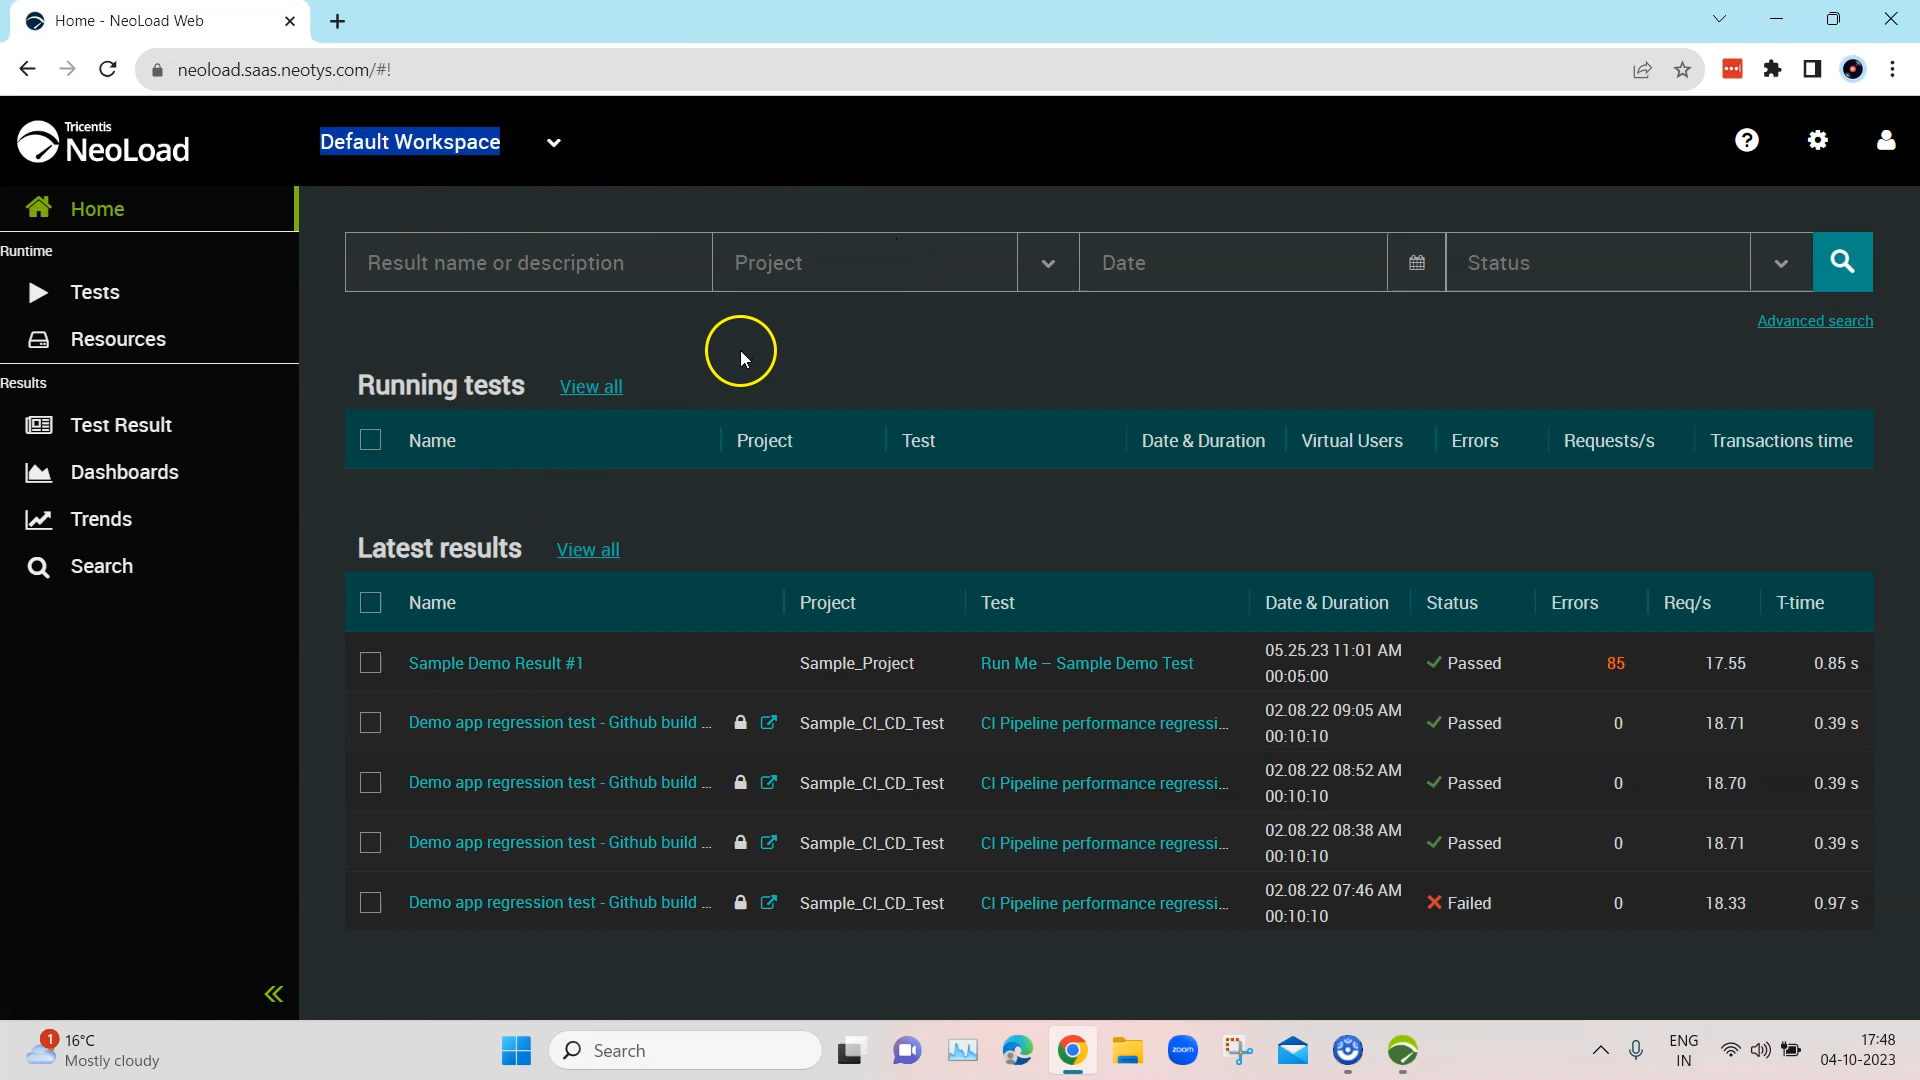 Home - NeoLoad Web
neoload.saas.neotys.com/#!
Tricentis
NeoLoad
Default Workspace
Home
Runtime
Tests
Resources
Results
Test Result
Dashboards
Trends
Search
Result name or description Project Date Status
Advanced search
Running tests View all
Name Project Test Date & Duration Virtual Users Errors Requests/s Transactions time
Latest results View all
Name Project Test Date & Duration Status Errors Req/s T-time
Sample Demo Result #1 Sample_Project Run Me – Sample Demo Test 05.25.23 11:01 AM Passed 85 17.55 0.85 s
00:05:00
Demo app regression test - Github build ... Sample_CI_CD_Test CI Pipeline performance regressi... 02.08.22 09:05 AM Passed 0 18.71 0.39 s
00:10:10
Demo app regression test - Github build ... Sample_CI_CD_Test CI Pipeline performance regressi... 02.08.22 08:52 AM Passed 0 18.70 0.39 s
00:10:10
Demo app regression test - Github build ... Sample_CI_CD_Test CI Pipeline performance regressi... 02.08.22 08:38 AM Passed 0 18.71 0.39 s
00:10:10
Demo app regression test - Github build ... Sample_CI_CD_Test CI Pipeline performance regressi... 02.08.22 07:46 AM Failed 0 18.33 0.97 s
00:10:10
1 16°C
Mostly cloudy
Search
zoom
ENG
IN
17:48
04-10-2023